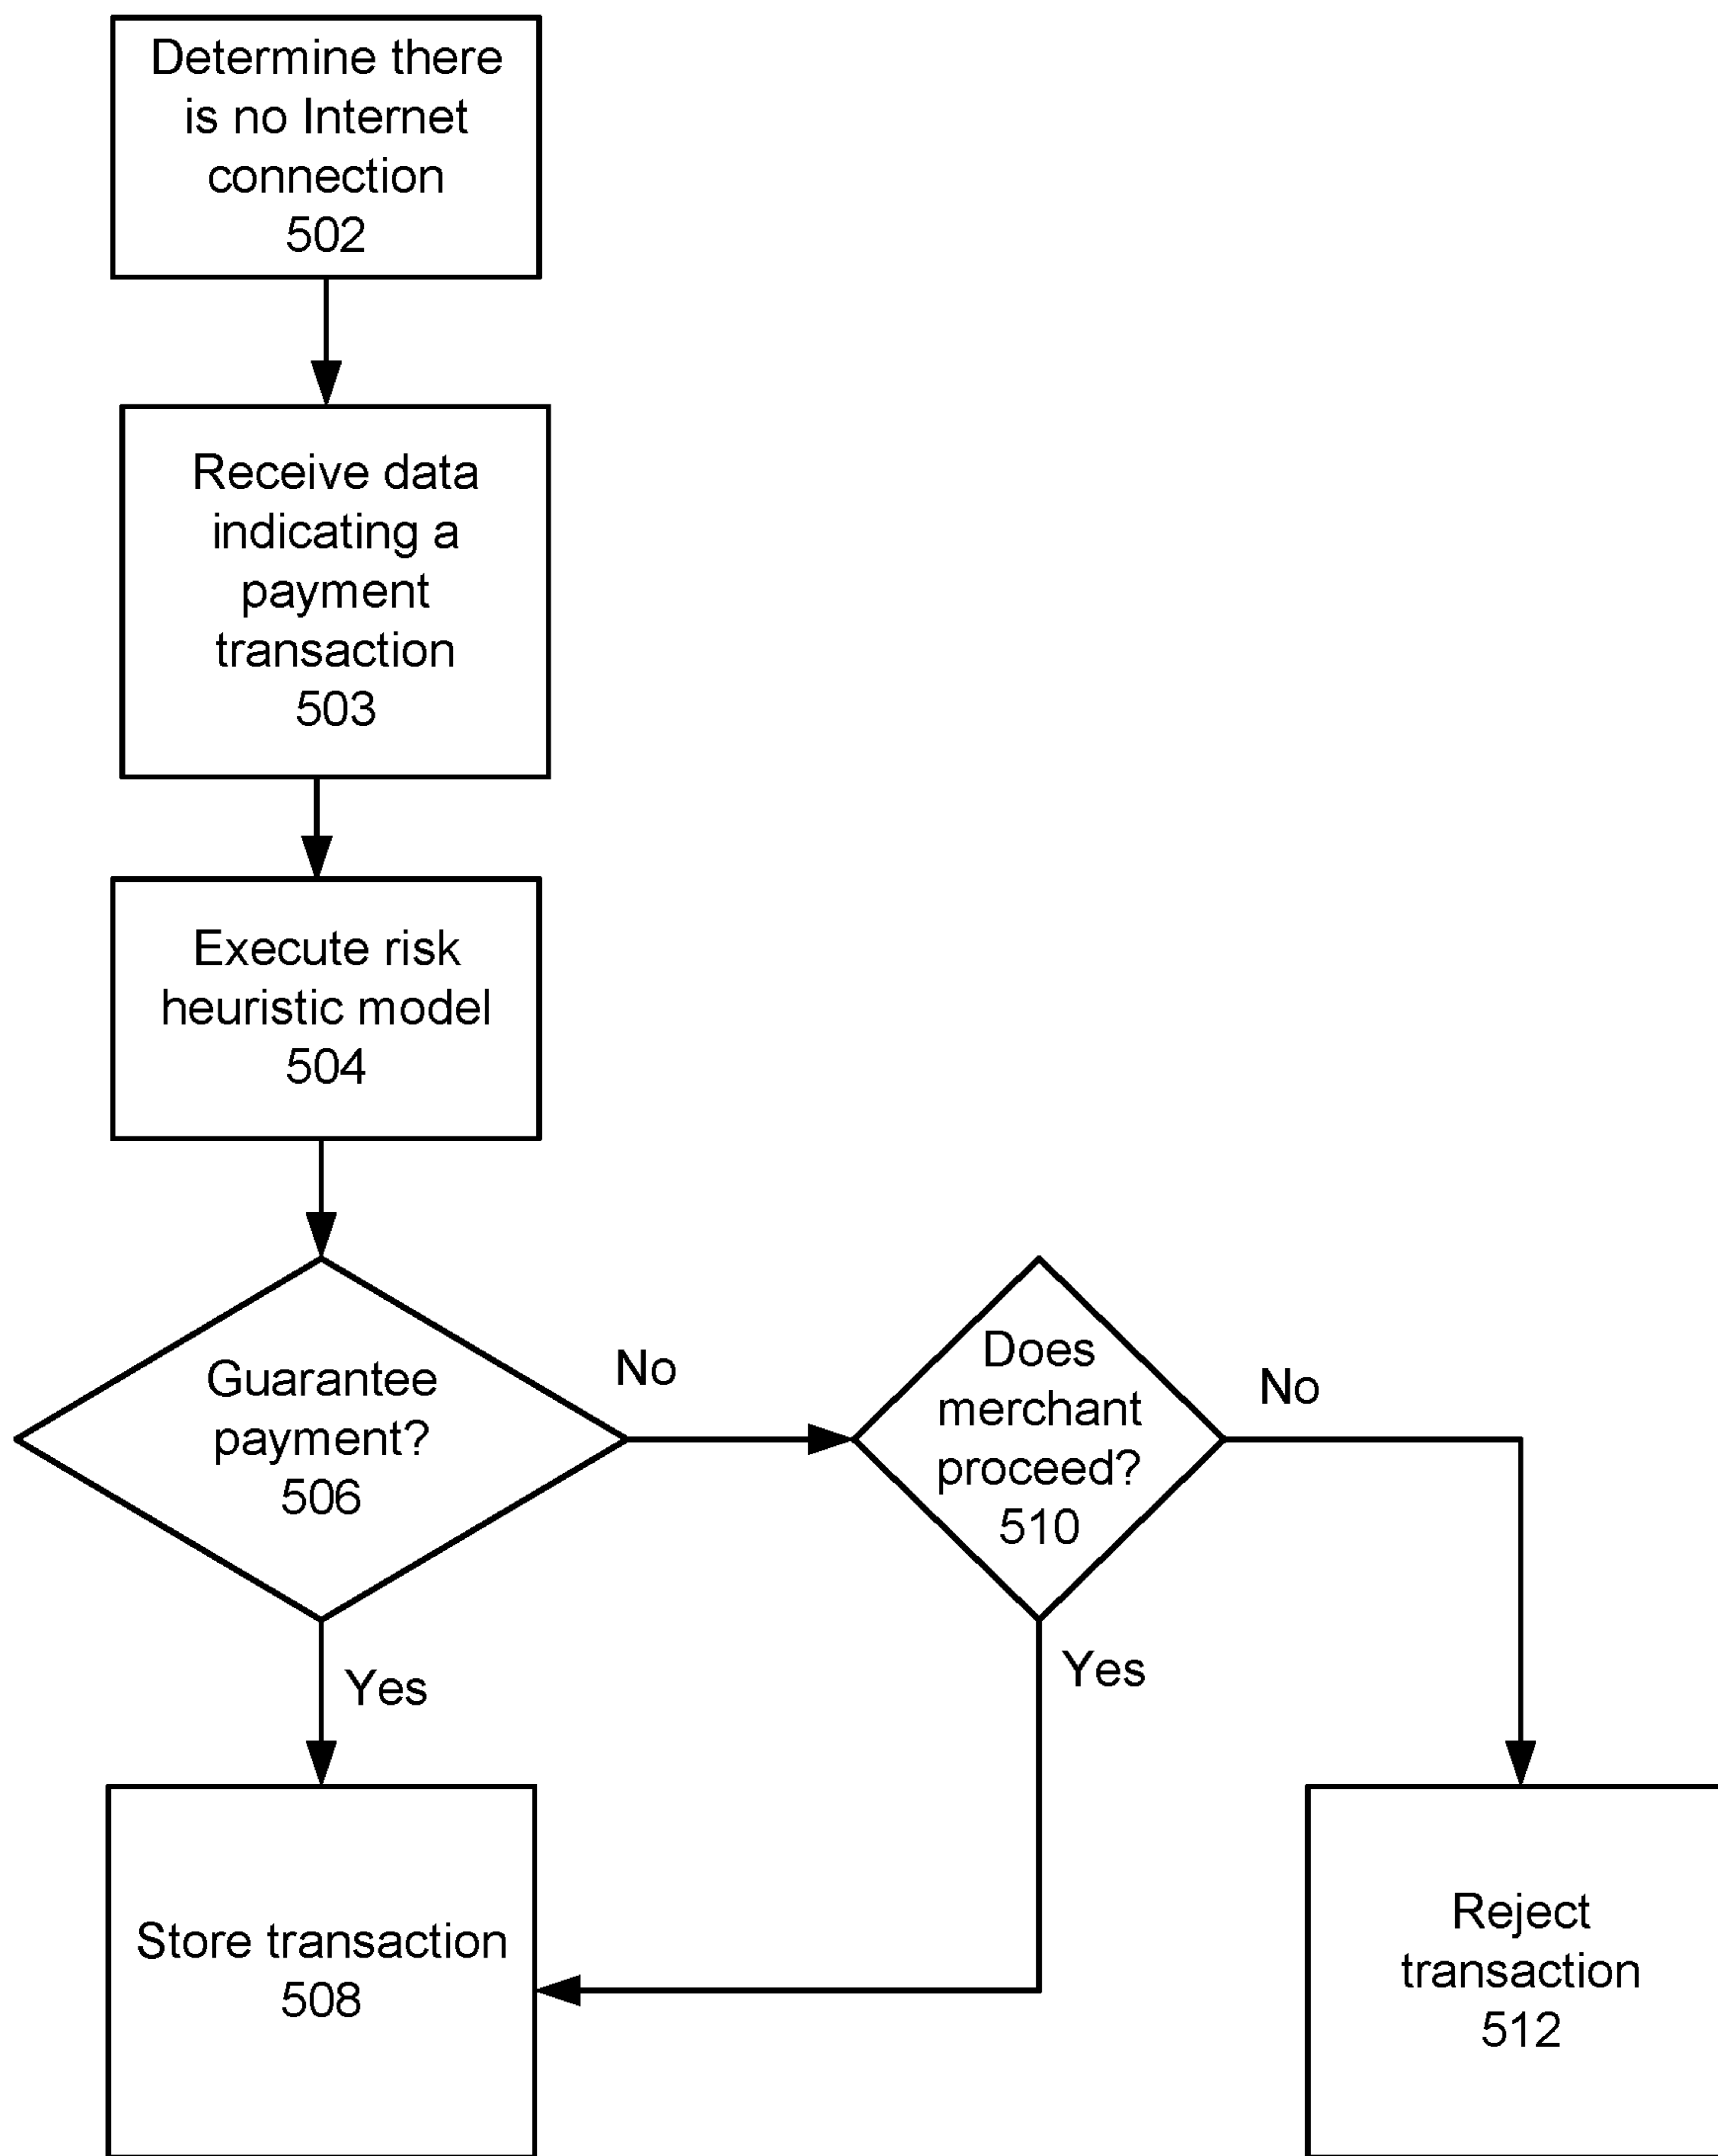 Determine there
is no Internet
connection
502
Receive data
indicating a
payment
transaction
503
Execute risk
heuristic model
504
Guarantee
payment?
506
No
Does
merchant
proceed?
510
No
Yes
Yes
Store transaction
508
Reject
transaction
512